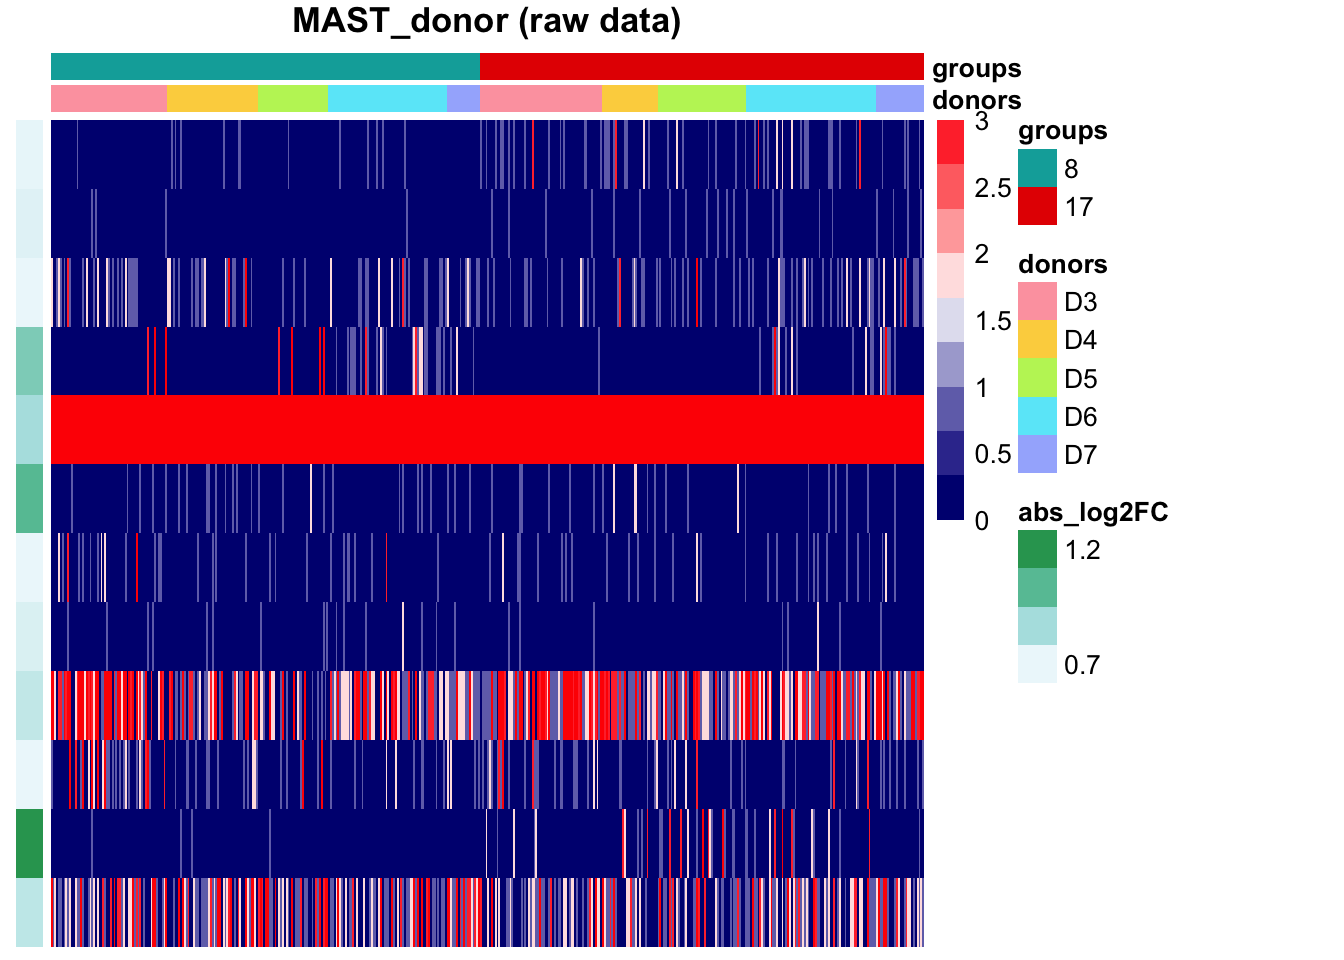 MAST_donor (raw data)
groups
donors
3
2.5
2
1.5
1
0.5
0
groups
8
17
donors
D3
D4
D5
D6
D7
abs_log2FC
1.2
0.7